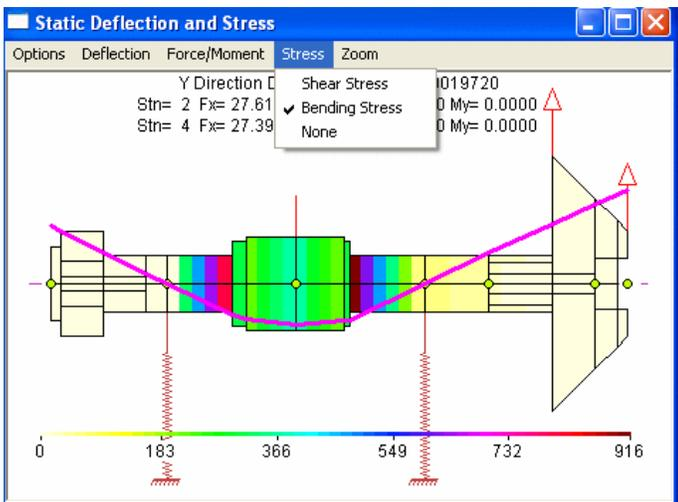 Static Deflection and Stress
Options Deflection Force/Moment Stress Zoom
Shear Stress
Bending Stress
None
Y Direction 0019720
Stn= 2 Fx= 27.61 0 My= 0.0000
Stn= 4 Fx= 27.39 0 My= 0.0000
0 183 366 549 732 916